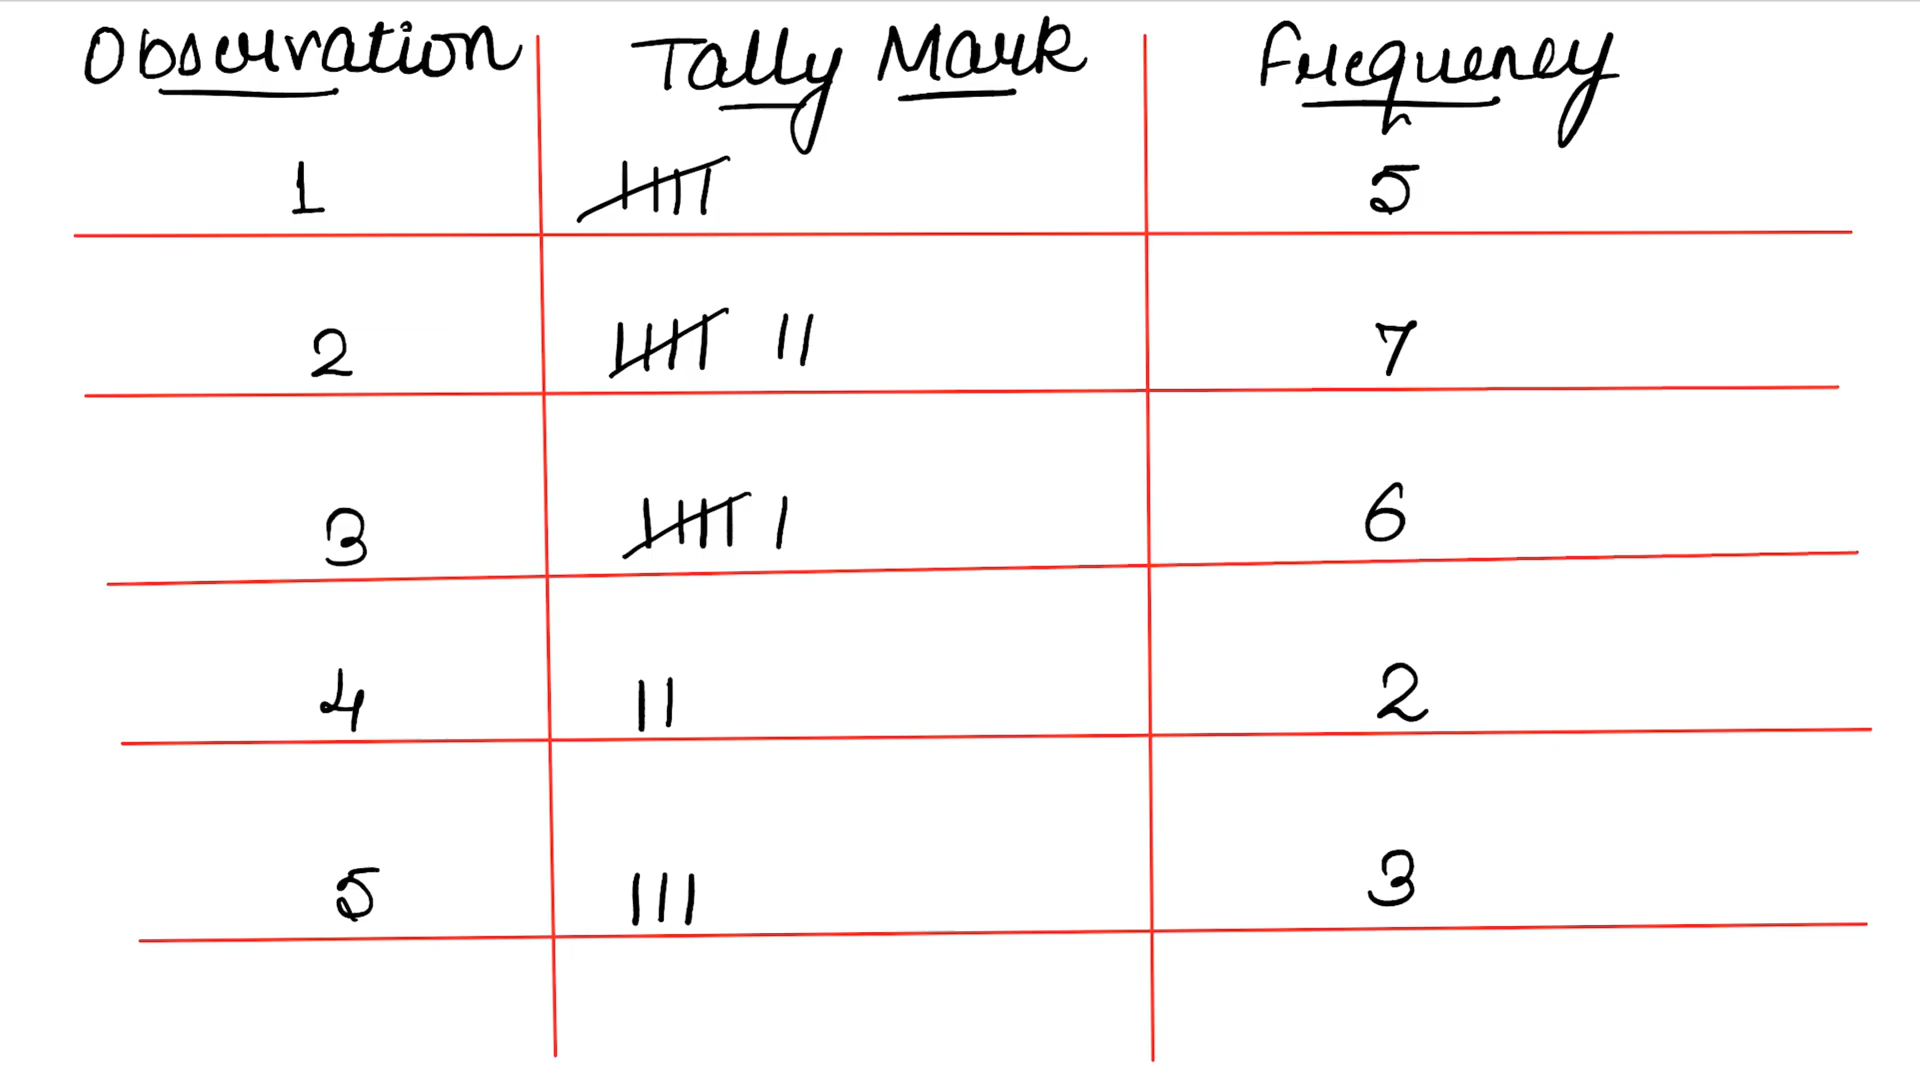 Observation Tally Mark Frequency
1 𝍸 5
2 𝍸 || 7
3 𝍸 | 6
4 || 2
5 ||| 3